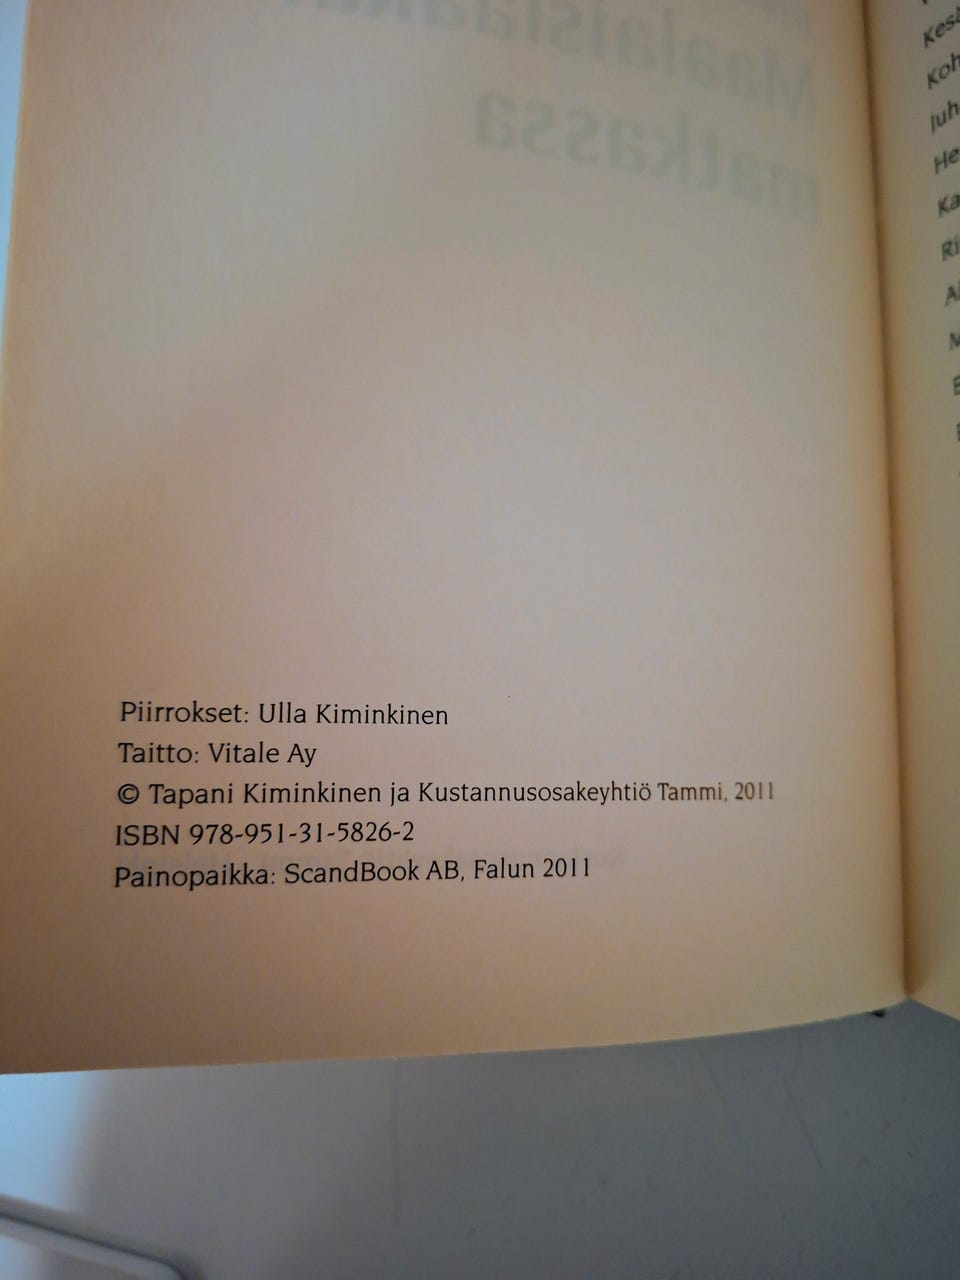 matkassa
Piirrokset: Ulla Kiminkinen
Taitto: Vitale Ay
© Tapani Kiminkinen ja Kustannusosakeyhtiö Tammi, 2011
ISBN 978-951-31-5826-2
Painopaikka: ScandBook AB, Falun 2011